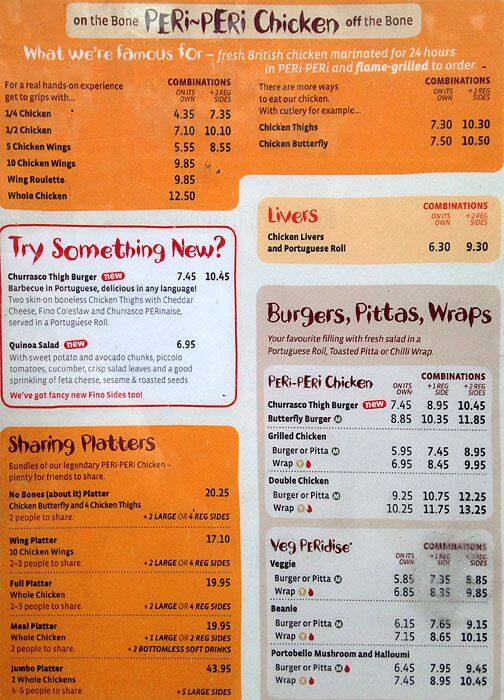 on the Bone PERi~PERi Chicken off the Bone
What we're famous for – fresh British chicken marinated for 24 hours
in PERi-PERi and flame-grilled to order.
For a real hands-on experience
get to grips with...
COMBINATIONS
ON ITS OWN +2 REG SIDES
1/4 Chicken 4.35 7.35
1/2 Chicken 7.10 10.10
5 Chicken Wings 5.55 8.55
10 Chicken Wings 9.85
Wing Roulette 9.85
Whole Chicken 12.50
There are more ways
to eat our chicken.
With cutlery for example...
COMBINATIONS
ON ITS OWN +2 REG SIDES
Chicken Thighs 7.30 10.30
Chicken Butterfly 7.50 10.50
Livers
COMBINATIONS
ON ITS OWN +2 REG SIDES
Chicken Livers
and Portuguese Roll 6.30 9.30
Try Something New?
Churrasco Thigh Burger new 7.45 10.45
Barbecue in Portuguese, delicious in any language!
Two skin-on boneless Chicken Thighs with Cheddar
Cheese, Fino Coleslaw and Churrasco PERinaise,
served in a Portuguese Roll.
Quinoa Salad new 6.95
With sweet potato and avocado chunks, piccolo
tomatoes, cucumber, crisp salad leaves and a good
sprinkling of feta cheese, sesame & roasted seeds
We've got fancy new Fino Sides too!
Sharing Platters
Bundles of our legendary PERi-PERi Chicken –
plenty for friends to share.
No Bones (about it) Platter 20.25
Chicken Butterfly and 4 Chicken Thighs
2 people to share. + 2 LARGE OR 4 REG SIDES
Wing Platter 17.10
10 Chicken Wings
2-3 people to share + 2 LARGE OR 4 REG SIDES
Full Platter 19.95
Whole Chicken
2-3 people to share. + 2 LARGE OR 4 REG SIDES
Meal Platter 19.95
Whole Chicken + 1 LARGE OR 2 REG SIDES
2 people to share + 2 BOTTOMLESS SOFT DRINKS
Jumbo Platter 43.95
2 Whole Chickens
4-6 people to share. + 5 LARGE SIDES
Burgers, Pittas, Wraps
Your favourite filling with fresh salad in a
Portuguese Roll, Toasted Pitta or Chilli Wrap.
PERi-PERi Chicken
COMBINATIONS
ON ITS OWN +1 REG SIDE +2 REG SIDES
Churrasco Thigh Burger new 7.45 8.95 10.45
Butterfly Burger M 8.85 10.35 11.85
Grilled Chicken
Burger or Pitta M 5.95 7.45 8.95
Wrap 6.95 8.45 9.95
Double Chicken
Burger or Pitta M 9.25 10.75 12.25
Wrap 10.25 11.75 13.25
Veg PERidise*
COMBINATIONS
ON ITS OWN +1 REG SIDE +2 REG SIDES
Veggie
Burger or Pitta M 5.85 7.35 8.85
Wrap 6.85 8.35 9.85
Beanie
Burger or Pitta M 6.15 7.65 9.15
Wrap 7.15 8.65 10.15
Portobello Mushroom and Halloumi
Burger or Pitta M 6.45 7.95 9.45
Wrap 7.45 8.95 10.45